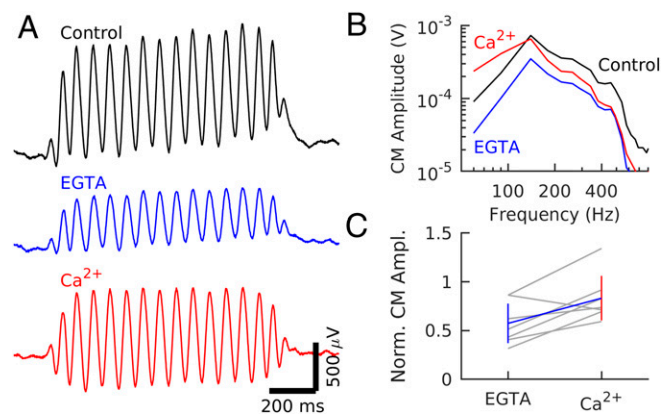 A
Control
EGTA
Ca²⁺
500 μV
200 ms
B
CM Amplitude (V)
10⁻³
10⁻⁴
10⁻⁵
Ca²⁺
Control
EGTA
100 200 400
Frequency (Hz)
C
Norm. CM Ampl.
1.5
1
0.5
0
EGTA Ca²⁺